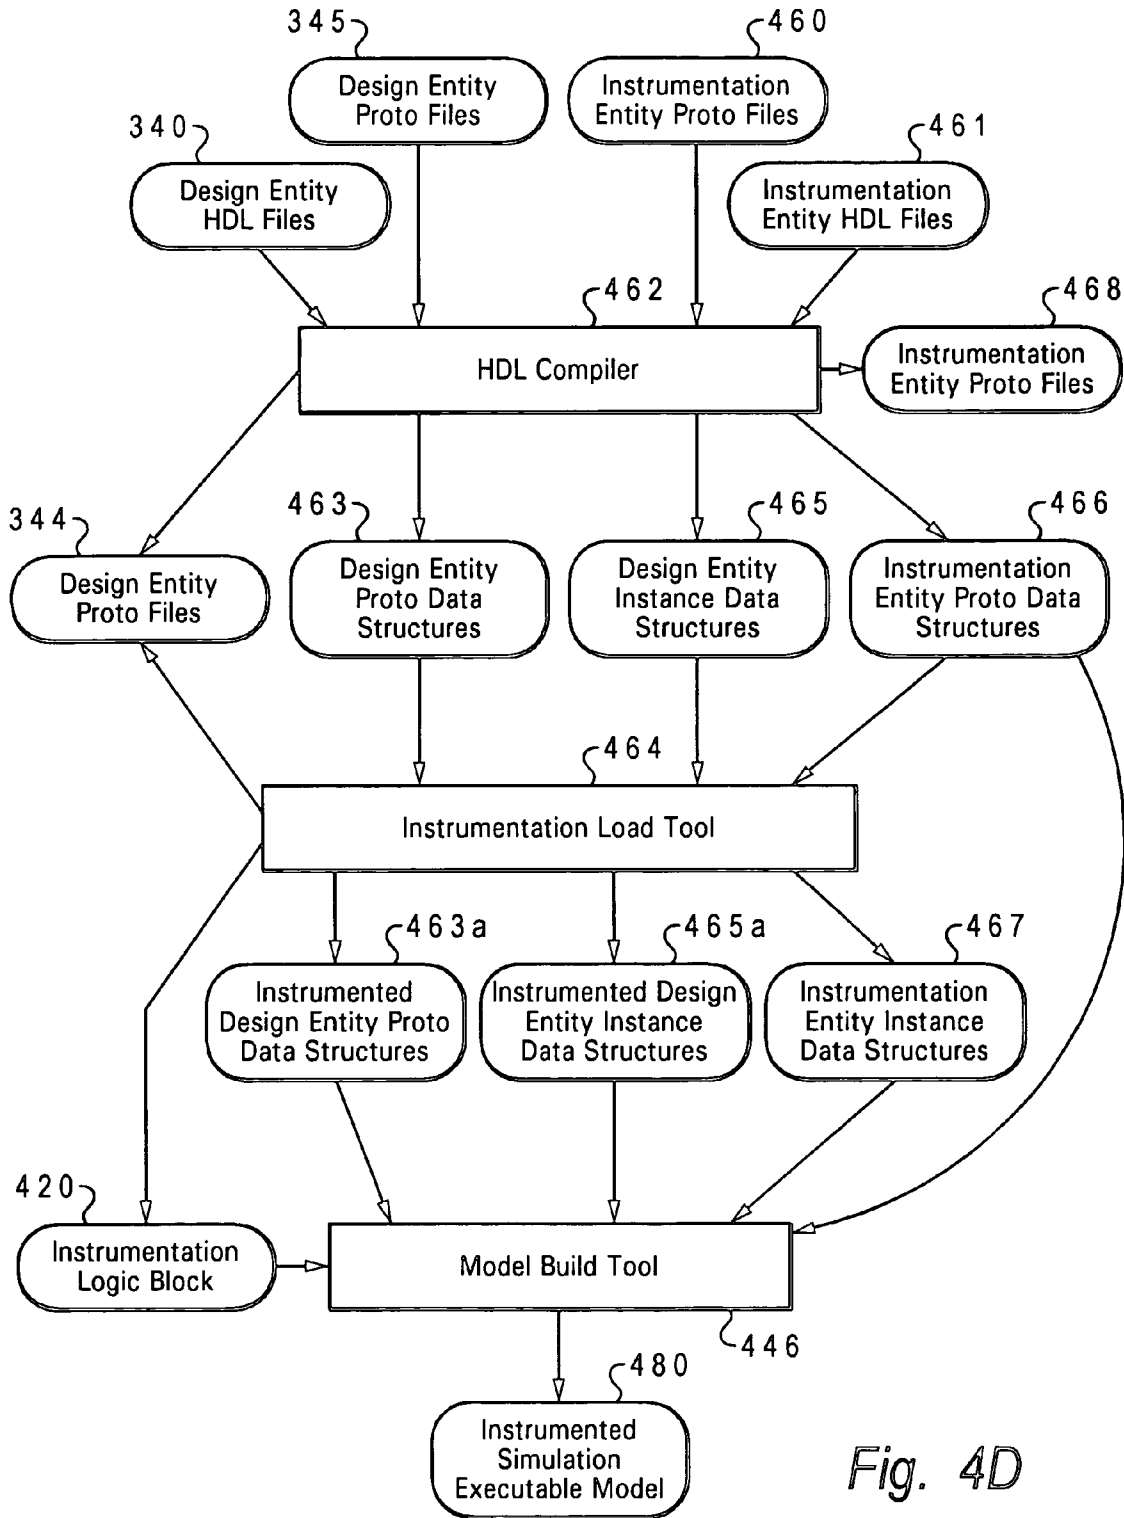 345
460
Design Entity
Proto Files
Instrumentation
Entity Proto Files
340
461
Design Entity
HDL Files
Instrumentation
Entity HDL Files
462
468
HDL Compiler
Instrumentation
Entity Proto Files
344
463
465
466
Design Entity
Proto Files
Design Entity
Proto Data
Structures
Design Entity
Instance Data
Structures
Instrumentation
Entity Proto Data
Structures
464
Instrumentation Load Tool
463a
465a
467
Instrumented
Design Entity Proto
Data Structures
Instrumented Design
Entity Instance
Data Structures
Instrumentation
Entity Instance
Data Structures
420
Instrumentation
Logic Block
Model Build Tool
446
480
Instrumented
Simulation
Executable Model
Fig. 4D